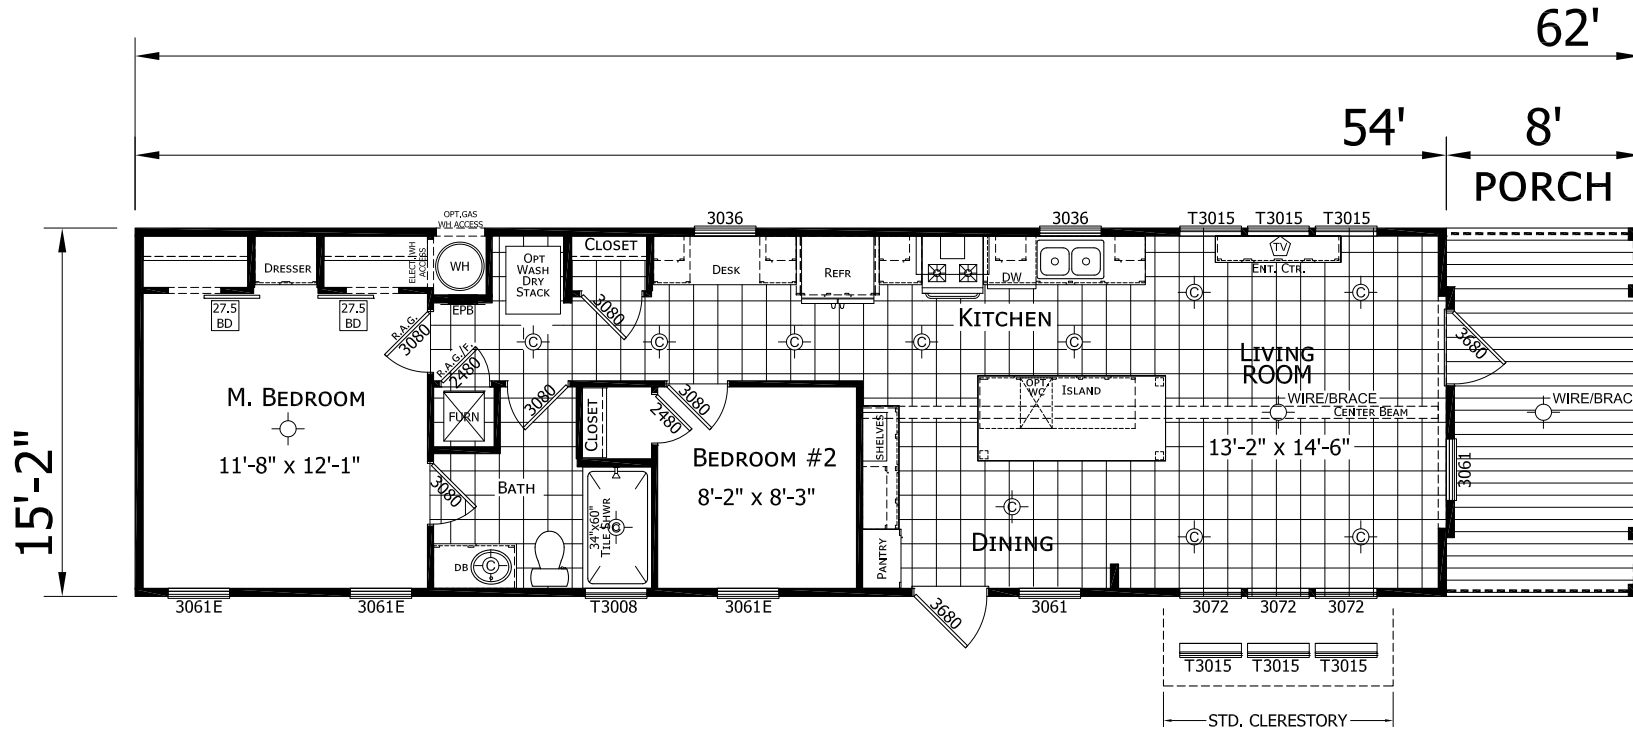 62'
54'
8'
PORCH
15'-2"
OPT.GAS
WH ACCESS
3036
3036
T3015
T3015
T3015
DRESSER
ELECT.WH
ACCESS
WH
OPT
WASH
DRY
STACK
CLOSET
DESK
REFR
DW
TV
ENT. CTR.
27.5
BD
27.5
BD
EPB
R.A.G.
3080
R.A.G./F.
2480
3080
3080
C
C
C
C
C
C
C
KITCHEN
LIVING
ROOM
3680
M. BEDROOM
11'-8" x 12'-1"
FURN
3080
CLOSET
2480
3080
OPT.
WC
ISLAND
WIRE/BRACE
CENTER BEAM
WIRE/BRAC
SHELVES
BEDROOM #2
8'-2" x 8'-3"
13'-2" x 14'-6"
3061
BATH
34"x60"
TILE SHWR
C
C
C
C
DINING
PANTRY
DB
C
3061E
3061E
T3008
3061E
3680
3061
3072
3072
3072
T3015
T3015
T3015
STD. CLERESTORY